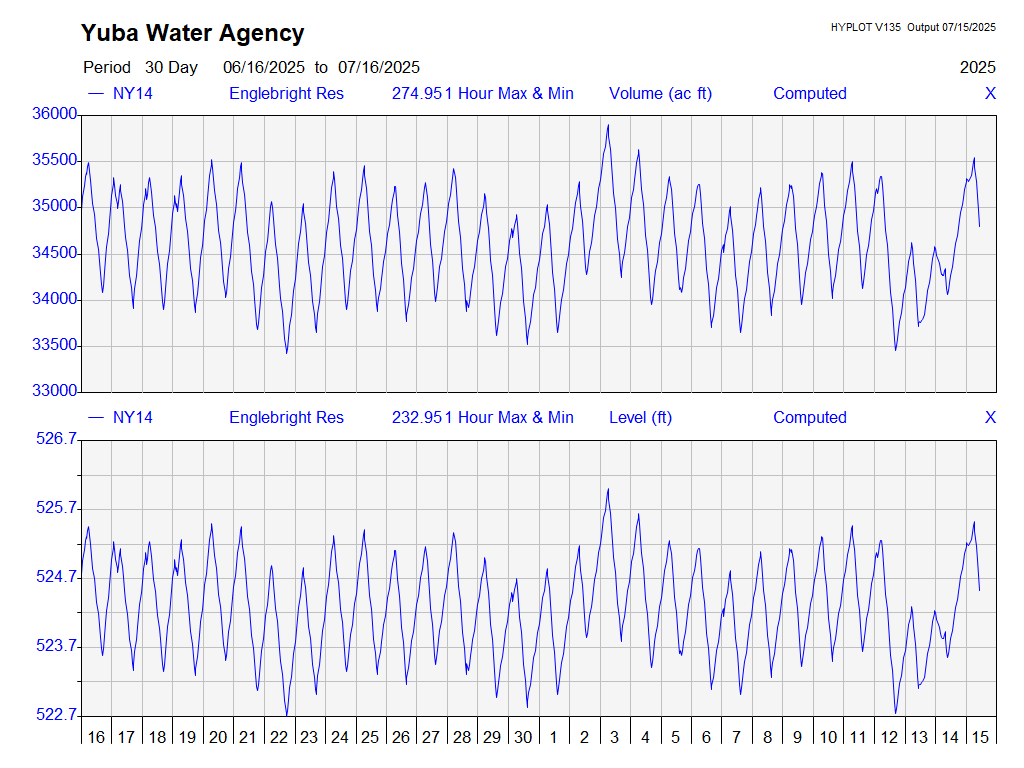 Yuba Water Agency
HYPLOT V135 Output 07/15/2025
Period 30 Day 06/16/2025 to 07/16/2025
2025
NY14 Englebright Res 274.951 Hour Max & Min Volume (ac ft) Computed X
36000
35500
35000
34500
34000
33500
33000
NY14 Englebright Res 232.951 Hour Max & Min Level (ft) Computed X
526.7
525.7
524.7
523.7
522.7
16 17 18 19 20 21 22 23 24 25 26 27 28 29 30 1 2 3 4 5 6 7 8 9 10 11 12 13 14 15